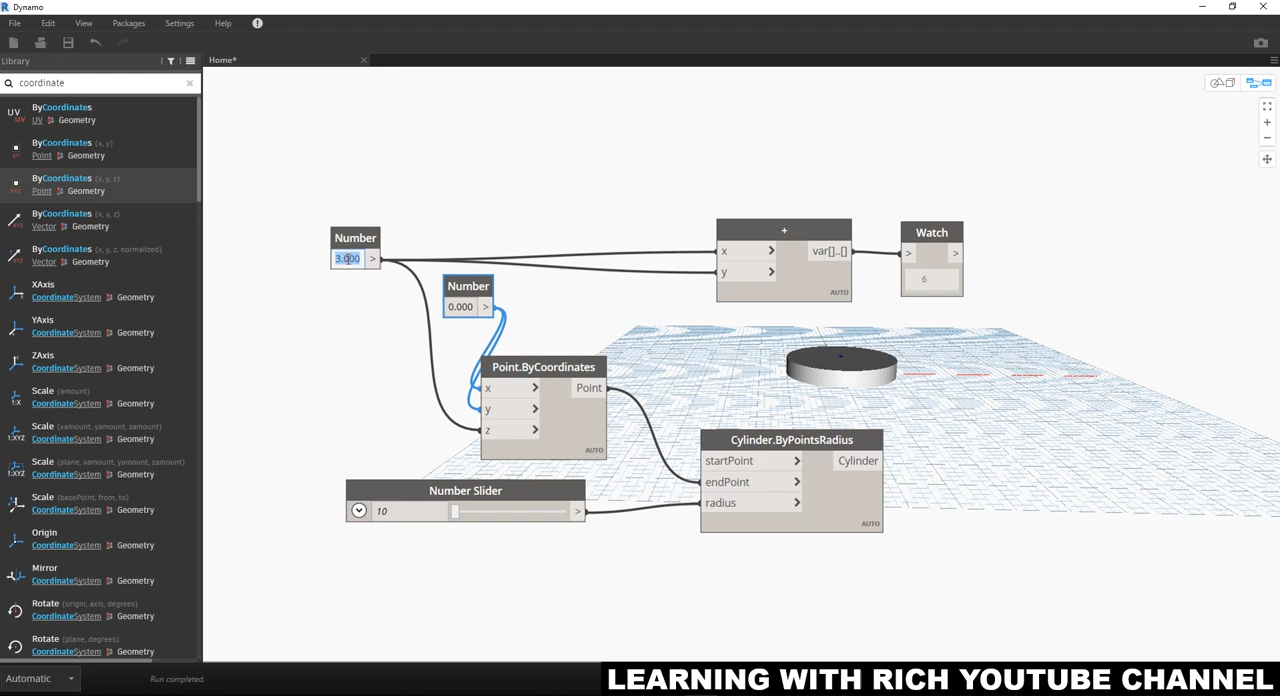 Dynamo
File Edit View Packages Settings Help
Library
Home*
coordinate
ByCoordinates
UV Geometry
ByCoordinates (x, y)
Point Geometry
ByCoordinates (x, y, z)
Point Geometry
ByCoordinates (x, y, z)
Vector Geometry
ByCoordinates (x, y, z, normalized)
Vector Geometry
XAxis
CoordinateSystem Geometry
YAxis
CoordinateSystem Geometry
ZAxis
CoordinateSystem Geometry
Scale (amount)
CoordinateSystem Geometry
Scale (xamount, yamount, zamount)
CoordinateSystem Geometry
Scale (plane, xamount, yamount, zamount)
CoordinateSystem Geometry
Scale (basePoint, from, to)
CoordinateSystem Geometry
Origin
CoordinateSystem Geometry
Mirror
CoordinateSystem Geometry
Rotate (origin, axis, degrees)
CoordinateSystem Geometry
Rotate (plane, degrees)
CoordinateSystem Geometry
Number
3.000 >
Number
0.000 >
+
x > var[]..[]
y >
AUTO
Watch
> >
6
Point.ByCoordinates
x > Point
y >
z >
AUTO
Number Slider
10 >
Cylinder.ByPointsRadius
startPoint > Cylinder
endPoint >
radius >
AUTO
Automatic Run completed.
LEARNING WITH RICH YOUTUBE CHANNEL